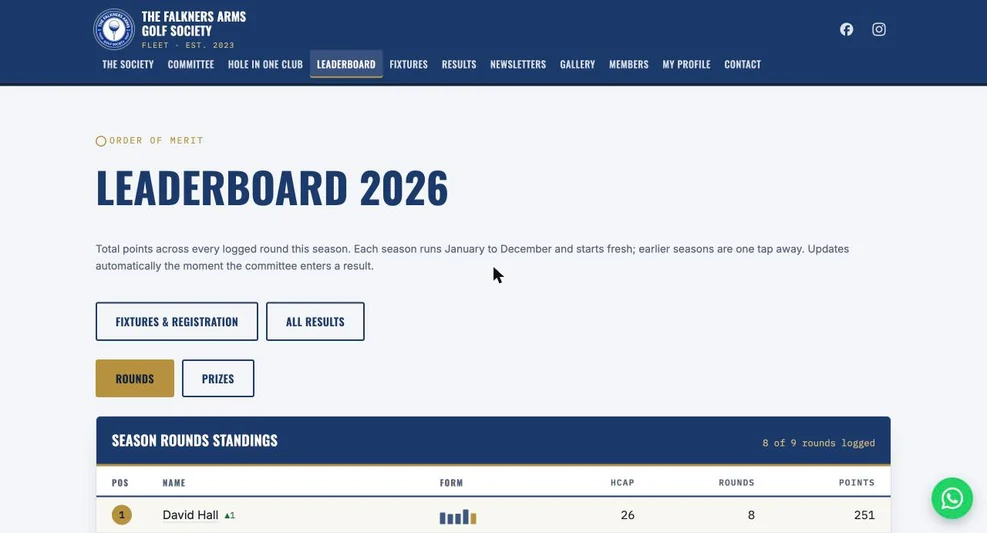 THE FALKNERS ARMS
GOLF SOCIETY
FLEET · EST. 2023
THE SOCIETY COMMITTEE HOLE IN ONE CLUB LEADERBOARD FIXTURES RESULTS NEWSLETTERS GALLERY MEMBERS MY PROFILE CONTACT
ORDER OF MERIT
LEADERBOARD 2026
Total points across every logged round this season. Each season runs January to December and starts fresh; earlier seasons are one tap away. Updates
automatically the moment the committee enters a result.
FIXTURES & REGISTRATION ALL RESULTS
ROUNDS PRIZES
SEASON ROUNDS STANDINGS 8 of 9 rounds logged
POS NAME FORM HCAP ROUNDS POINTS
1 David Hall ▲1 26 8 251